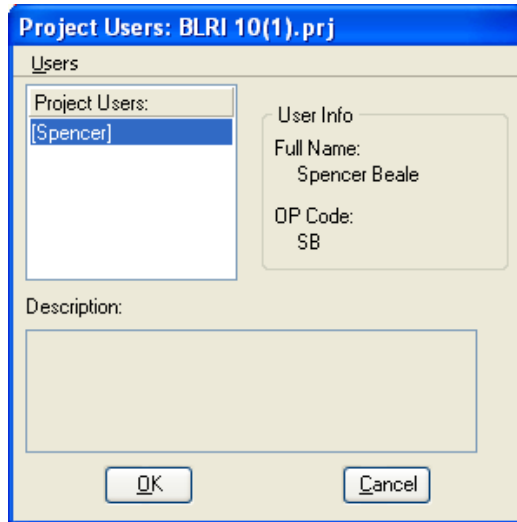 Project Users: BLRI 10(1).prj
Users
Project Users:
[Spencer]
User Info
Full Name:
Spencer Beale
OP Code:
SB
Description:
OK
Cancel